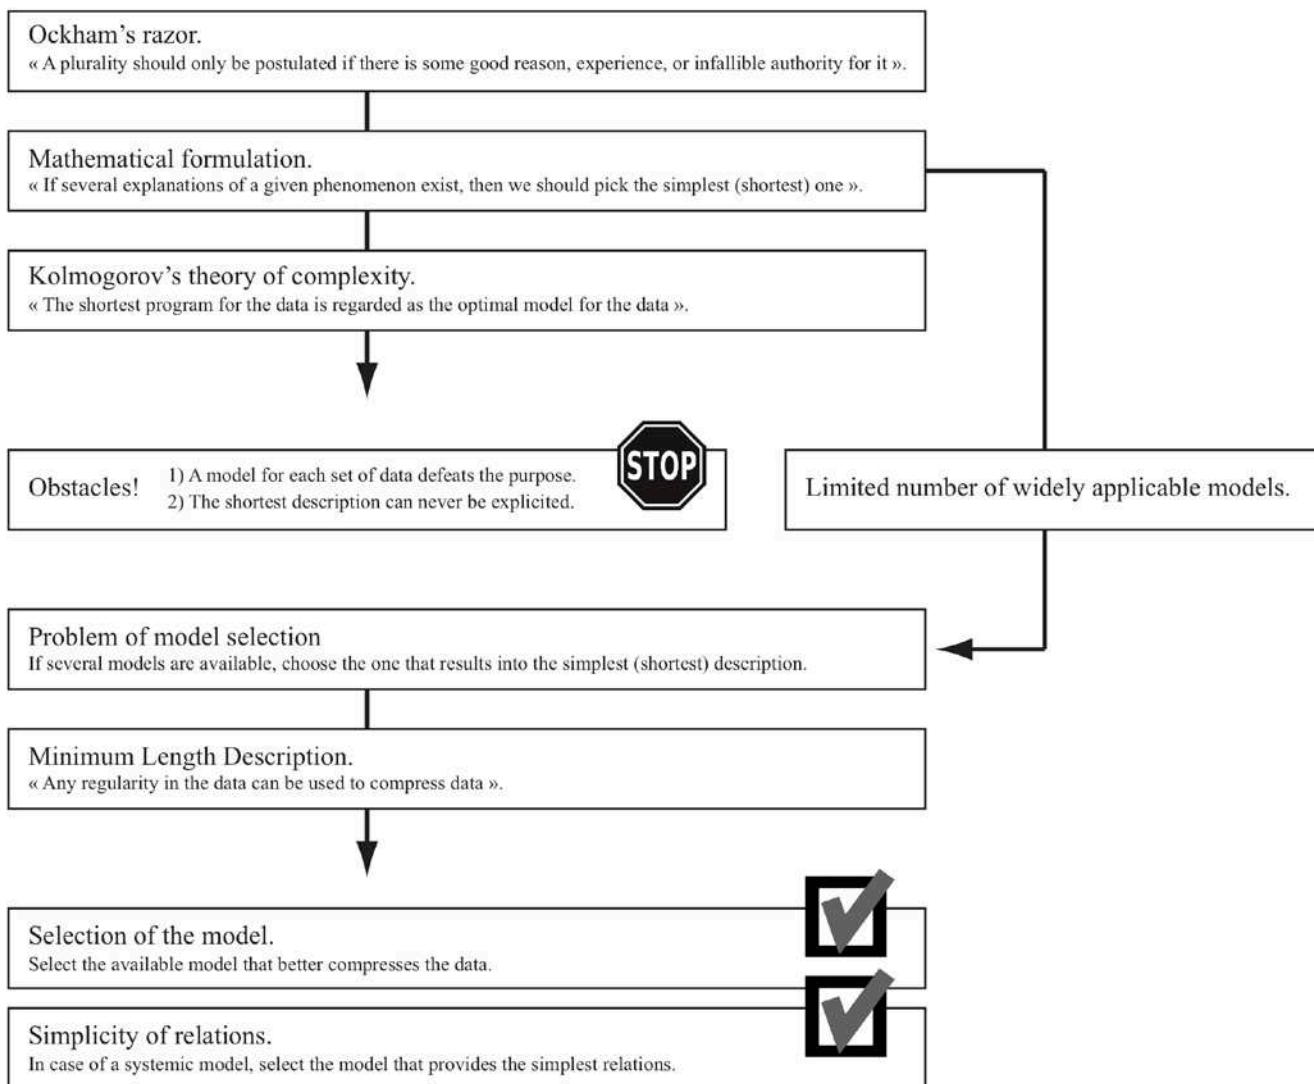 Ockham's razor.
« A plurality should only be postulated if there is some good reason, experience, or infallible authority for it ».
Mathematical formulation.
« If several explanations of a given phenomenon exist, then we should pick the simplest (shortest) one ».
Kolmogorov's theory of complexity.
« The shortest program for the data is regarded as the optimal model for the data ».
Obstacles!
1) A model for each set of data defeats the purpose.
2) The shortest description can never be explicited.
STOP
Limited number of widely applicable models.
Problem of model selection
If several models are available, choose the one that results into the simplest (shortest) description.
Minimum Length Description.
« Any regularity in the data can be used to compress data ».
Selection of the model.
Select the available model that better compresses the data.
Simplicity of relations.
In case of a systemic model, select the model that provides the simplest relations.